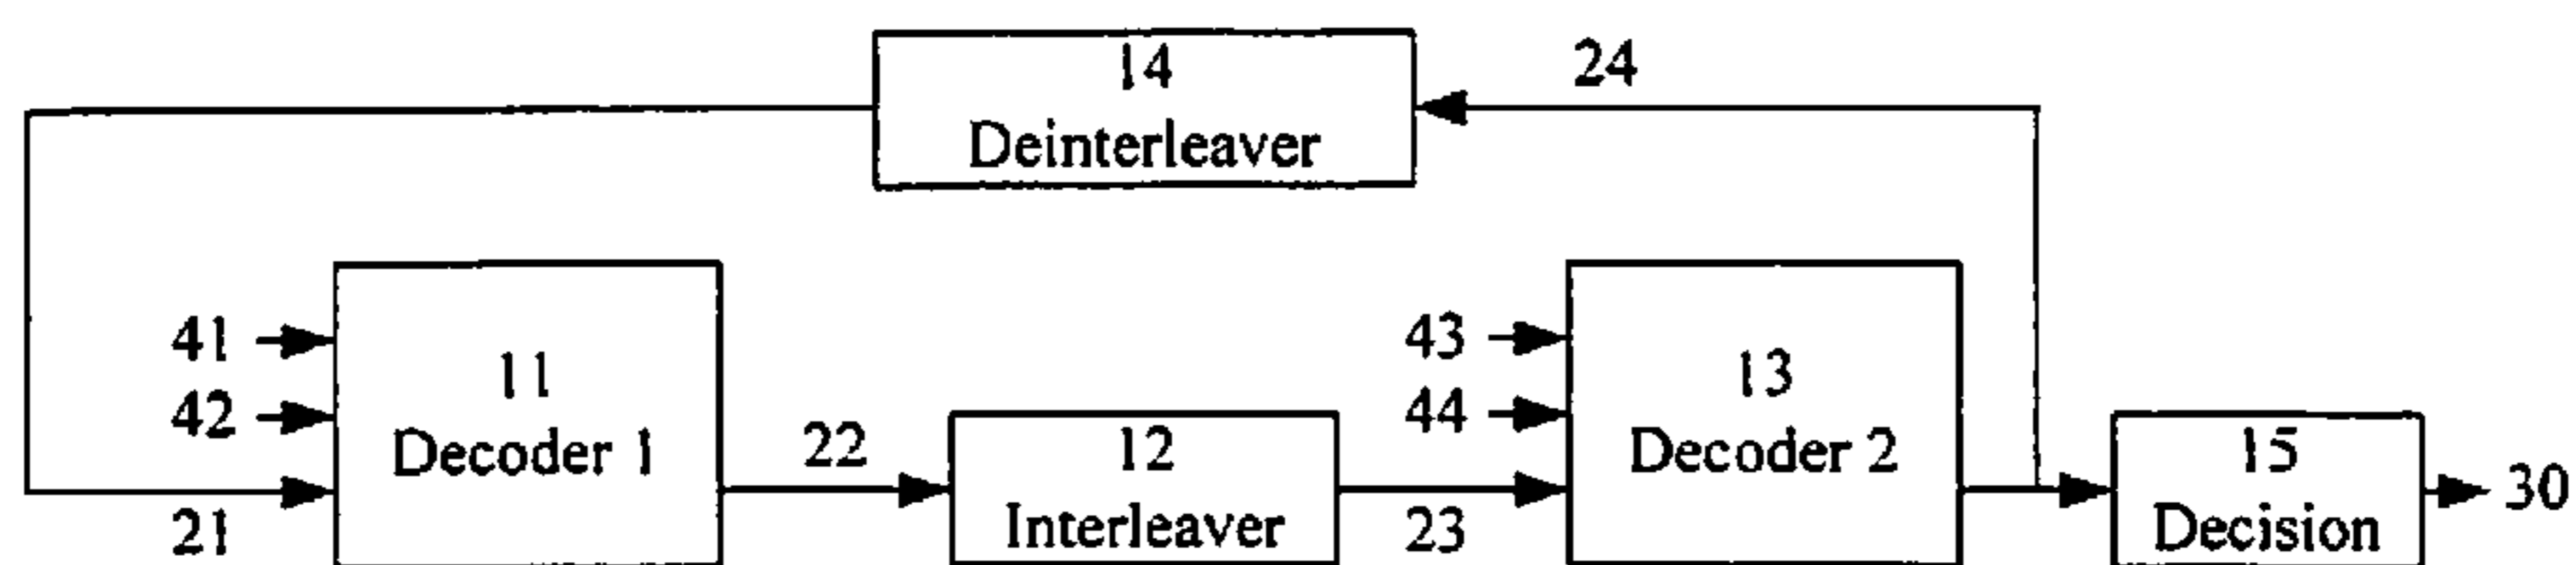 14
Deinterleaver
24
41
42
21
11
Decoder 1
22
12
Interleaver
43
44
23
13
Decoder 2
15
Decision
30